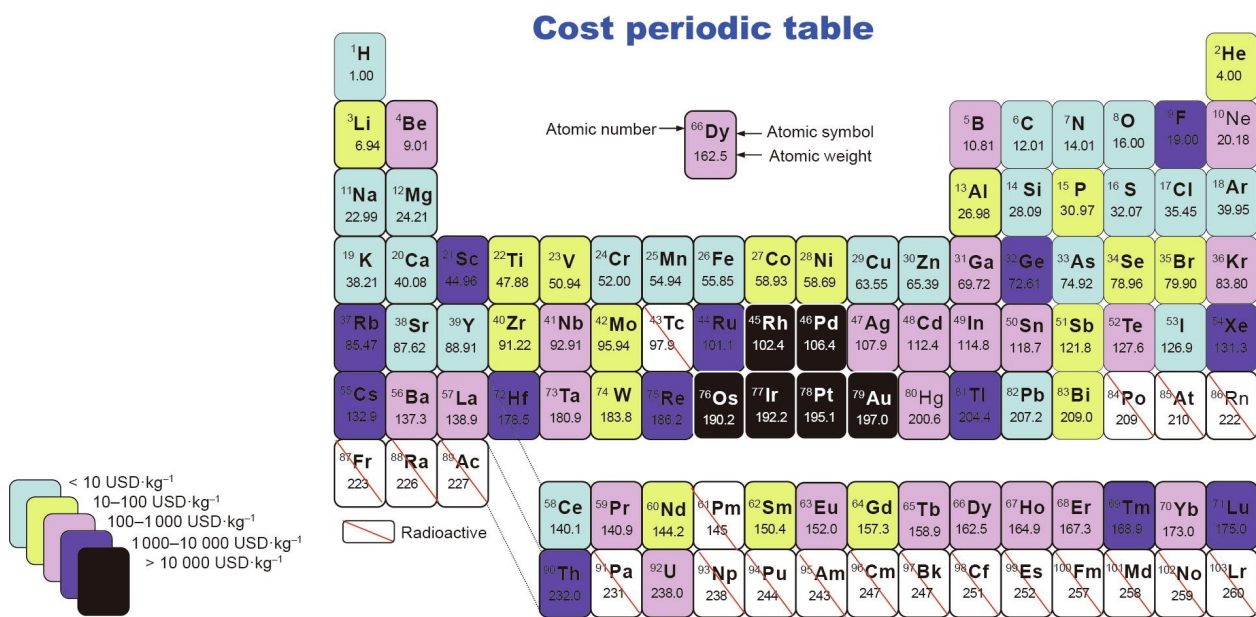 Cost periodic table
1H 2He
1.00 4.00
3Li 4Be 66Dy 5B 6C 7N 8O 9F 10Ne
6.94 9.01 162.5 10.81 12.01 14.01 16.00 19.00 20.18
Atomic number Atomic symbol
Atomic weight
11Na 12Mg 13Al 14Si 15P 16S 17Cl 18Ar
22.99 24.21 26.98 28.09 30.97 32.07 35.45 39.95
19K 20Ca 21Sc 22Ti 23V 24Cr 25Mn 26Fe 27Co 28Ni 29Cu 30Zn 31Ga 32Ge 33As 34Se 35Br 36Kr
38.21 40.08 44.96 47.88 50.94 52.00 54.94 55.85 58.93 58.69 63.55 65.39 69.72 72.61 74.92 78.96 79.90 83.80
37Rb 38Sr 39Y 40Zr 41Nb 42Mo 43Tc 44Ru 45Rh 46Pd 47Ag 48Cd 49In 50Sn 51Sb 52Te 53I 54Xe
85.47 87.62 88.91 91.22 92.91 95.94 97.9 101.1 102.4 106.4 107.9 112.4 114.8 118.7 121.8 127.6 126.9 131.3
55Cs 56Ba 57La 72Hf 73Ta 74W 75Re 76Os 77Ir 78Pt 79Au 80Hg 81Tl 82Pb 83Bi 84Po 85At 86Rn
132.9 137.3 138.9 178.5 180.9 183.8 186.2 190.2 192.2 195.1 197.0 200.6 204.4 207.2 209.0 209 210 222
87Fr 88Ra 89Ac
223 226 227
58Ce 59Pr 60Nd 61Pm 62Sm 63Eu 64Gd 65Tb 66Dy 67Ho 68Er 69Tm 70Yb 71Lu
140.1 140.9 144.2 145 150.4 152.0 157.3 158.9 162.5 164.9 167.3 168.9 173.0 175.0
90Th 91Pa 92U 93Np 94Pu 95Am 96Cm 97Bk 98Cf 99Es 100Fm 101Md 102No 103Lr
232.0 231 238.0 238 244 243 247 247 251 252 257 258 259 260
< 10 USD·kg⁻¹
10–100 USD·kg⁻¹
100–1 000 USD·kg⁻¹
1 000–10 000 USD·kg⁻¹
> 10 000 USD·kg⁻¹
Radioactive